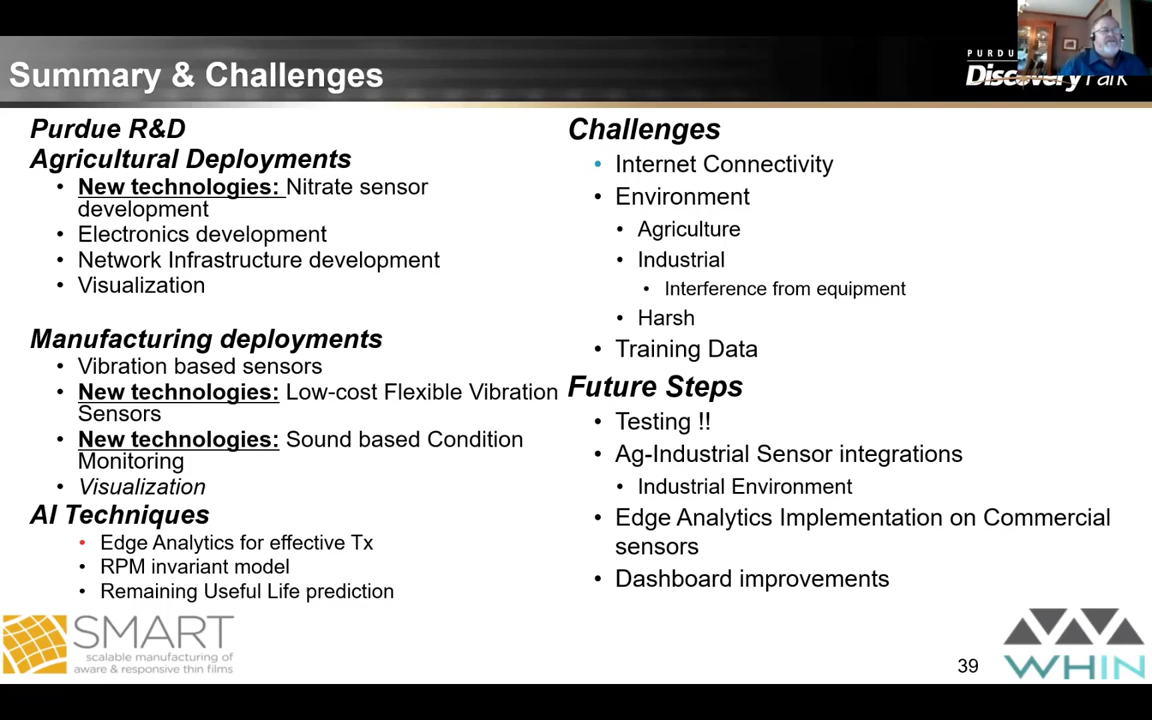 Summary & Challenges
PURDU
Discovery Park
Purdue R&D
Agricultural Deployments
• New technologies: Nitrate sensor
development
• Electronics development
• Network Infrastructure development
• Visualization
Manufacturing deployments
• Vibration based sensors
• New technologies: Low-cost Flexible Vibration
Sensors
• New technologies: Sound based Condition
Monitoring
• Visualization
AI Techniques
• Edge Analytics for effective Tx
• RPM invariant model
• Remaining Useful Life prediction
Challenges
• Internet Connectivity
• Environment
• Agriculture
• Industrial
• Interference from equipment
• Harsh
• Training Data
Future Steps
• Testing !!
• Ag-Industrial Sensor integrations
• Industrial Environment
• Edge Analytics Implementation on Commercial
sensors
• Dashboard improvements
SMART
scalable manufacturing of
aware & responsive thin films
39
WHIN